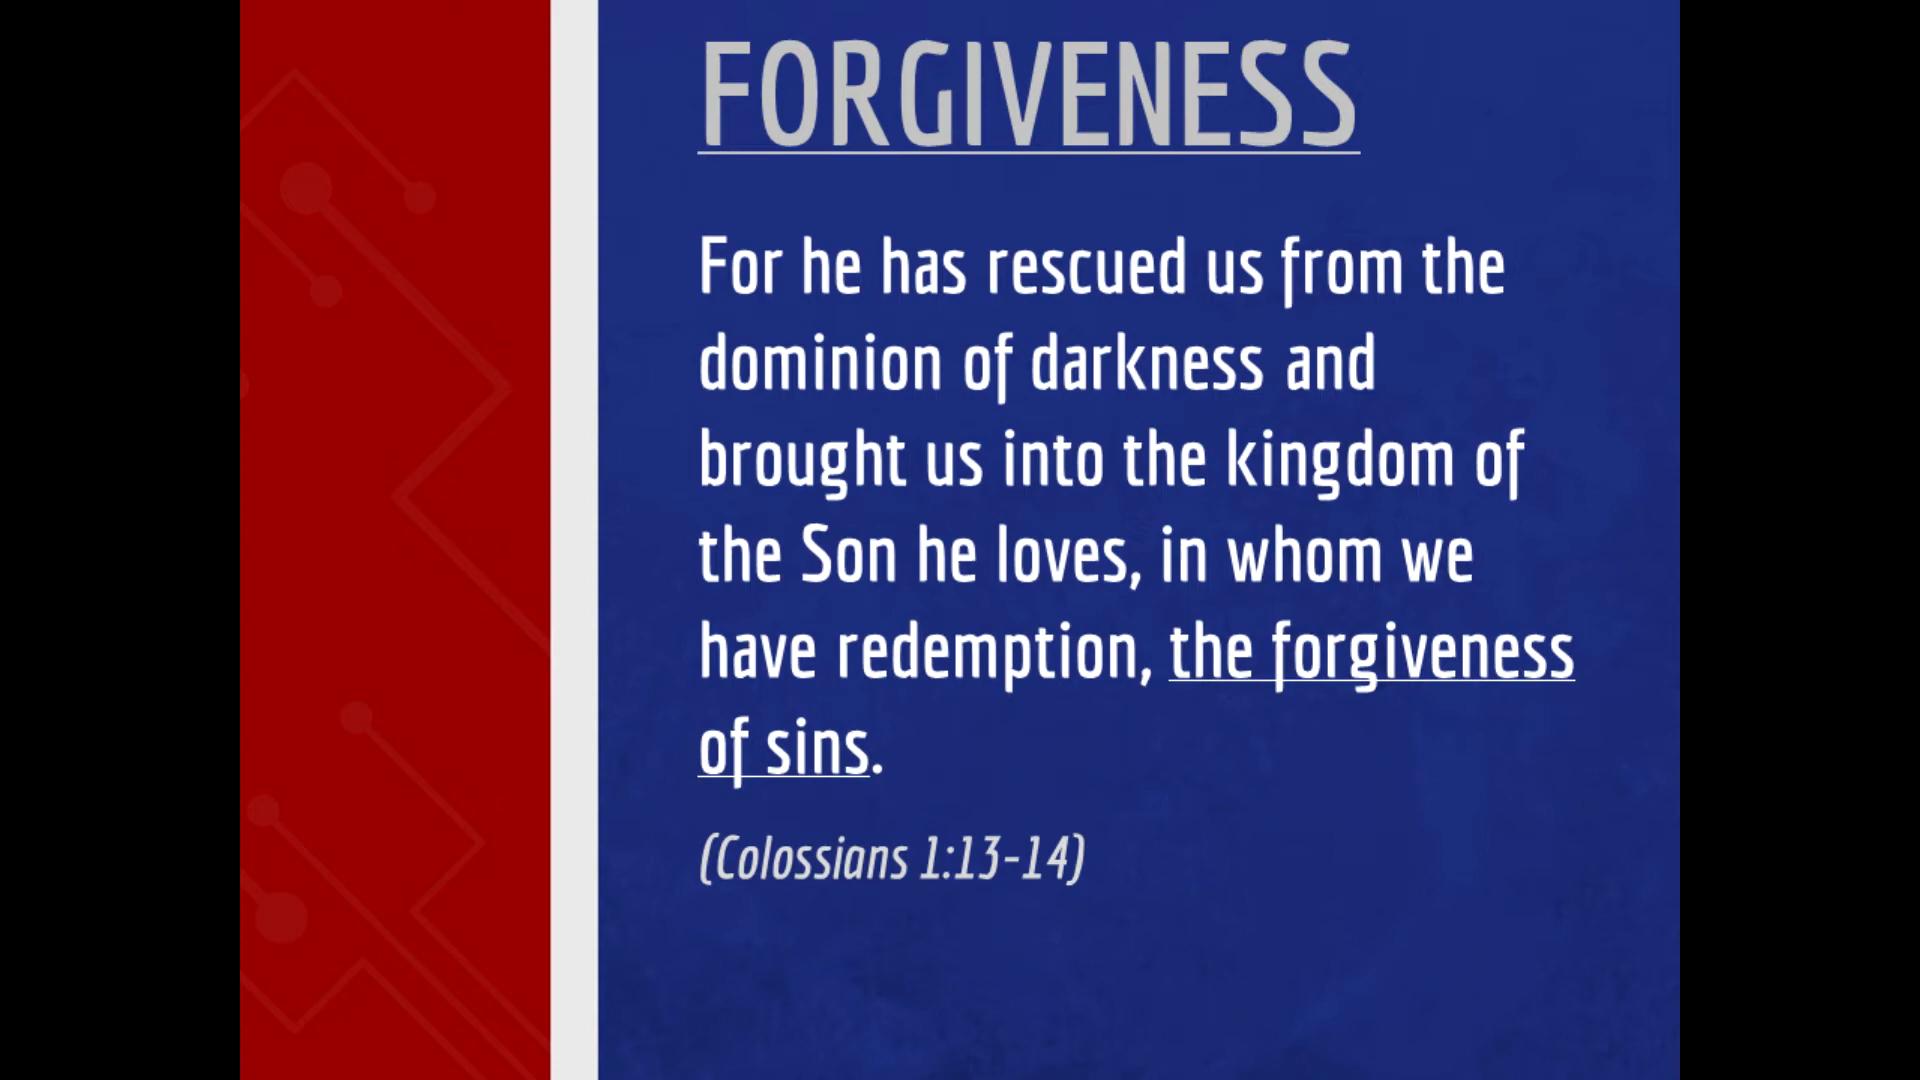 FORGIVENESS
For he has rescued us from the
dominion of darkness and
brought us into the kingdom of
the Son he loves, in whom we
have redemption, the forgiveness
of sins.
(Colossians 1:13-14)